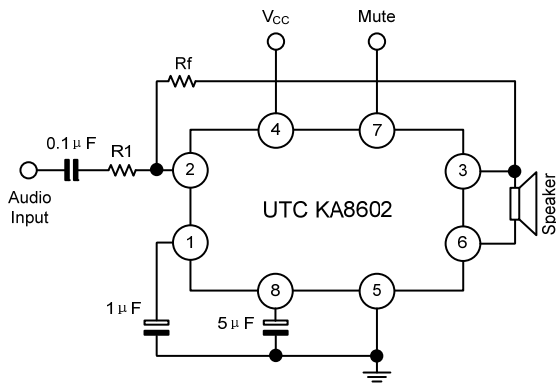 VCC
Mute
Rf
4
7
0.1μF
R1
2
3
Audio
Input
UTC KA8602
Speaker
1
6
8
5
1μF
5μF